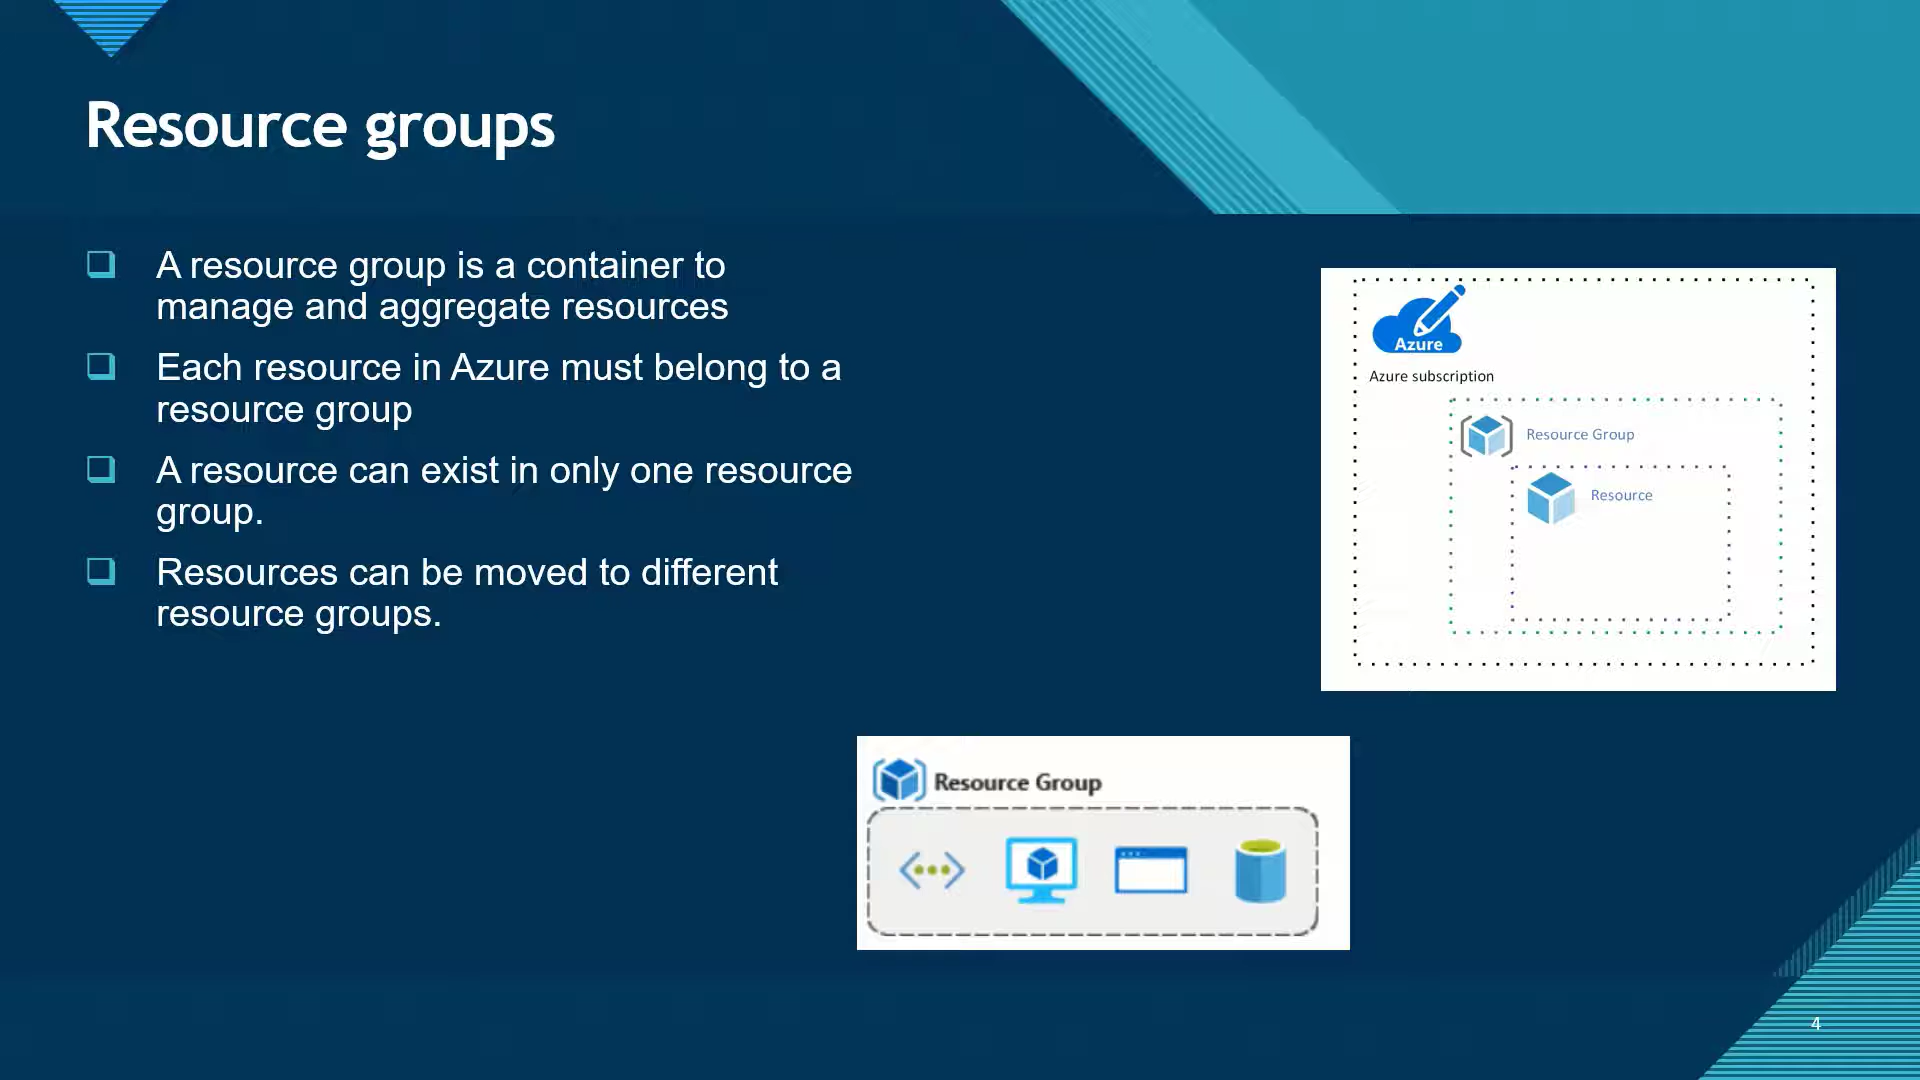 Resource groups
A resource group is a container to
manage and aggregate resources
Each resource in Azure must belong to a
resource group
A resource can exist in only one resource
group.
Resources can be moved to different
resource groups.
Azure
Azure subscription
Resource Group
Resource
Resource Group
4